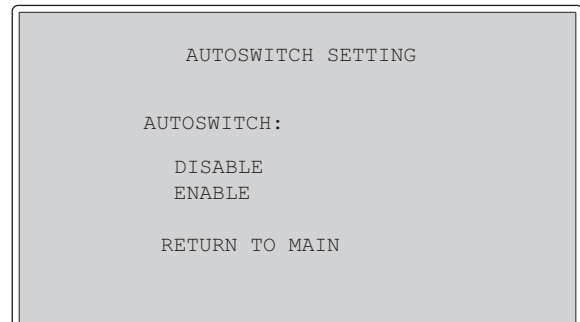 AUTOSWITCH SETTING
AUTOSWITCH:
DISABLE
ENABLE
RETURN TO MAIN